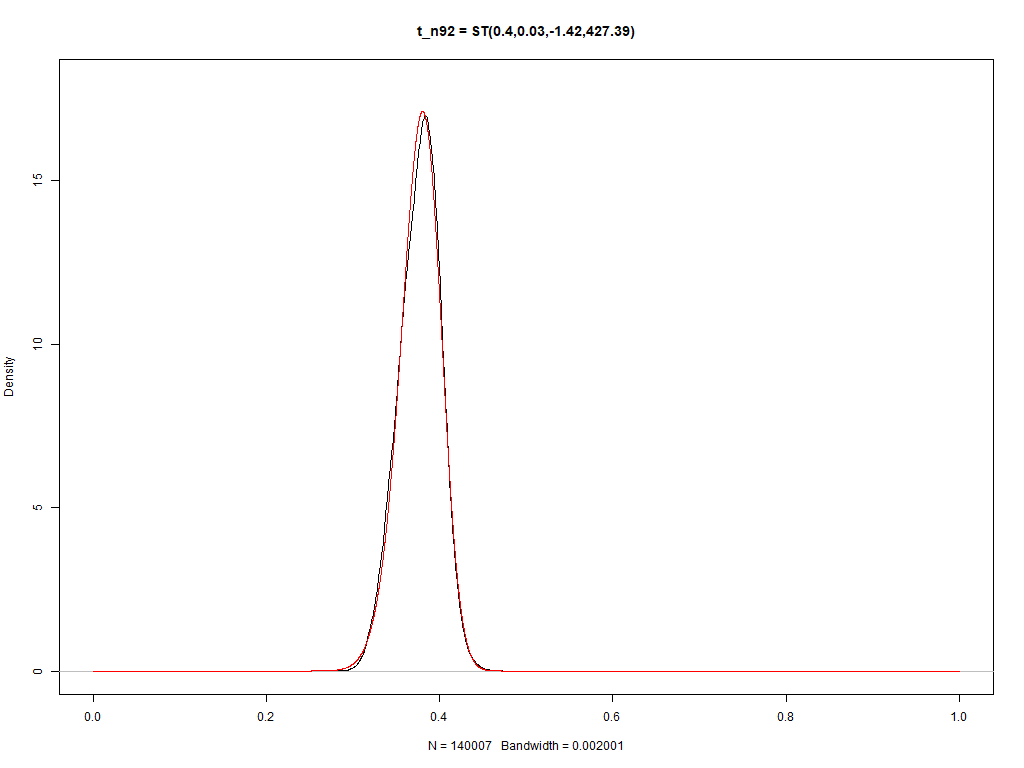 t_n92 = ST(0.4,0.03,-1.42,427.39)
Density
15
10
5
0
0.0 0.2 0.4 0.6 0.8 1.0
N = 140007 Bandwidth = 0.002001